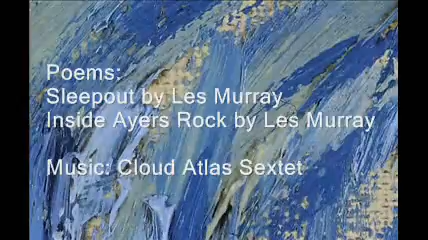 Poems:
Sleepout by Les Murray
Inside Ayers Rock by Les Murray
Music: Cloud Atlas Sextet